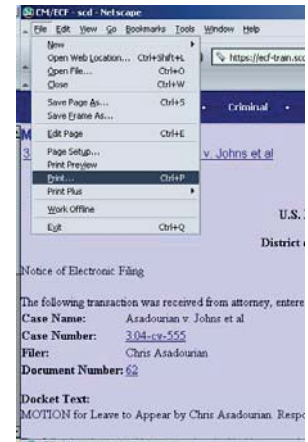 CM/ECF - scd - Netscape
File Edit View Go Bookmarks Tools Window Help
New
Open Web Location... Ctrl+Shift+L
https://ecf-train.scd
Open File... Ctrl+O
Close Ctrl+W
Save Page As... Ctrl+S
Save Frame As...
• Criminal •
Edit Page Ctrl+E
M
Page Setup...
3 v. Johns et al
Print Preview
Print... Ctrl+P
Print Plus
Work Offline
Exit Ctrl+Q
U.S.
District
Notice of Electronic Filing
The following transaction was received from attorney, entere
Case Name: Asadourian v. Johns et al
Case Number: 3:04-cv-555
Filer: Chris Asadourian
Document Number: 62
Docket Text:
MOTION for Leave to Appear by Chris Asadourian. Respo